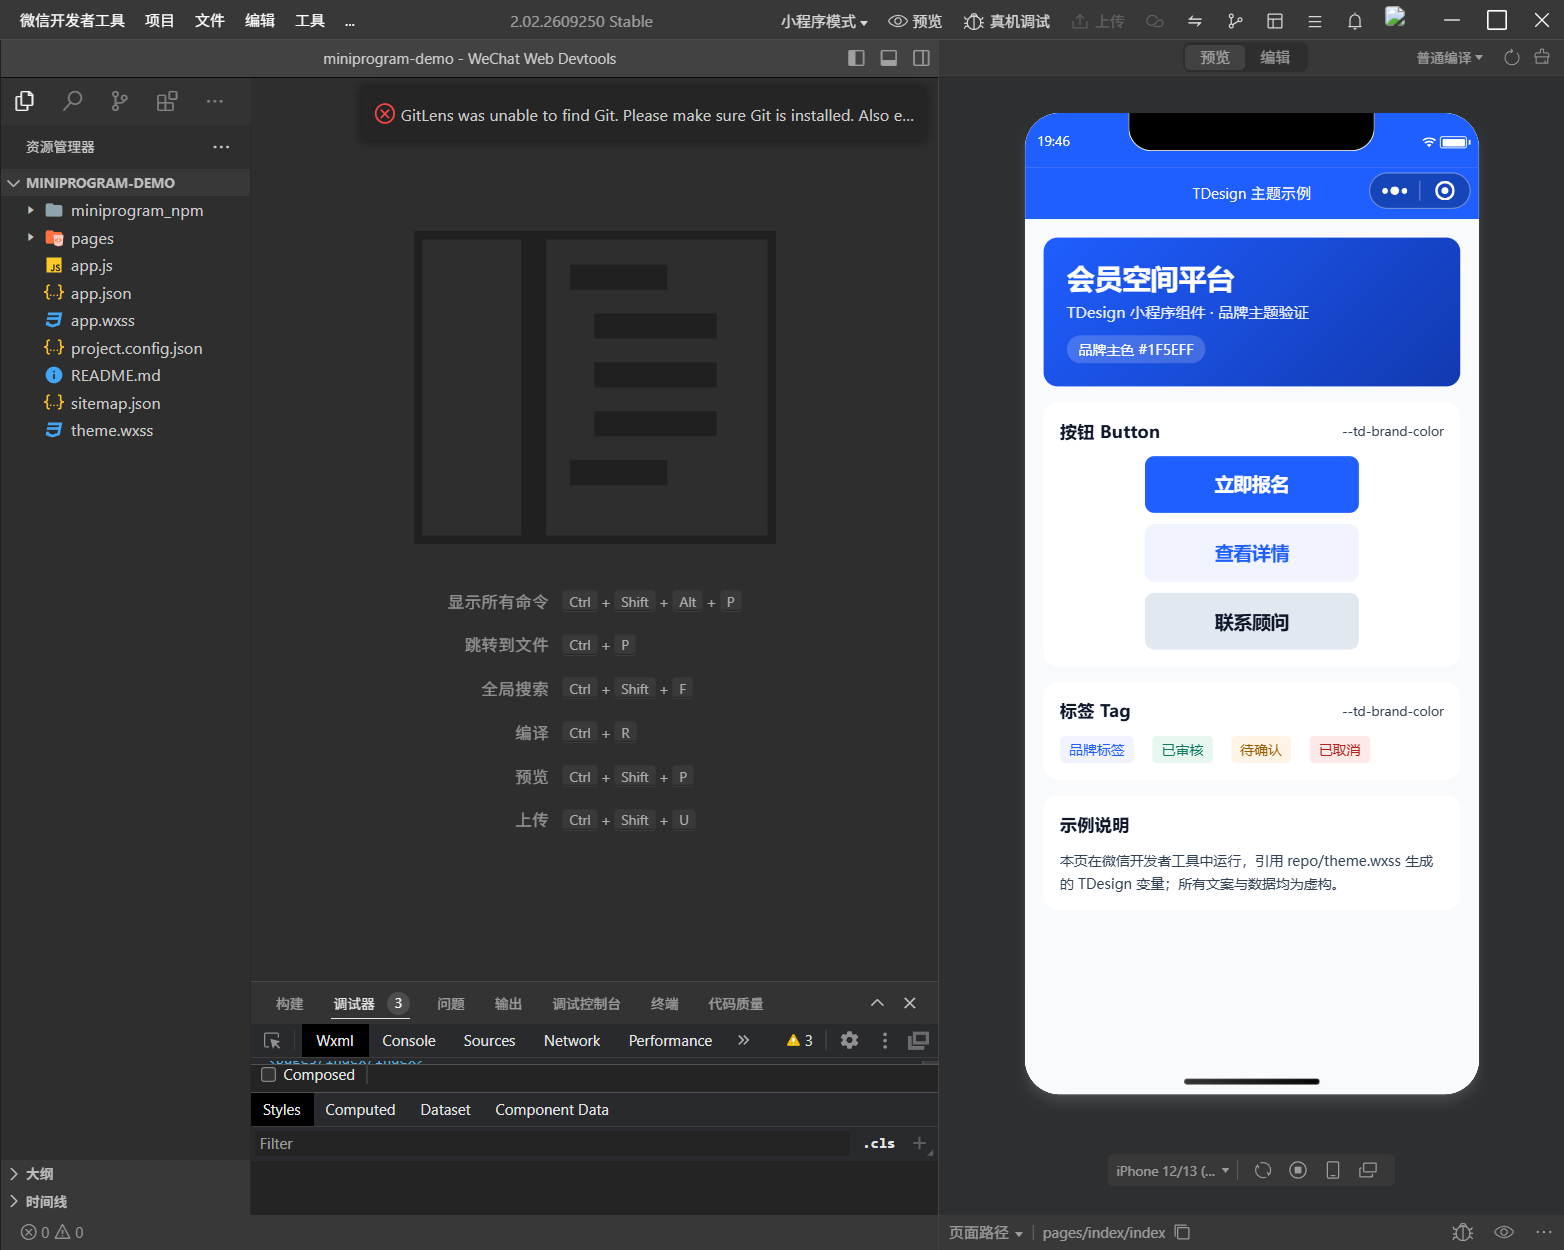 微信开发者工具 项目 文件 编辑 工具 ...
2.02.2609250 Stable
小程序模式 预览 真机调试 上传
miniprogram-demo - WeChat Web Devtools
预览 编辑
普通编译
资源管理器
GitLens was unable to find Git. Please make sure Git is installed. Also e...
MINIPROGRAM-DEMO
miniprogram_npm
pages
app.js
app.json
app.wxss
project.config.json
README.md
sitemap.json
theme.wxss
显示所有命令 Ctrl + Shift + Alt + P
跳转到文件 Ctrl + P
全局搜索 Ctrl + Shift + F
编译 Ctrl + R
预览 Ctrl + Shift + P
上传 Ctrl + Shift + U
构建 调试器 3 问题 输出 调试控制台 终端 代码质量
Wxml Console Sources Network Performance 3
Composed
Styles Computed Dataset Component Data
Filter
.cls
大纲
时间线
0 0
19:46
TDesign 主题示例
会员空间平台
TDesign 小程序组件 · 品牌主题验证
品牌主色 #1F5EFF
按钮 Button
--td-brand-color
立即报名
查看详情
联系顾问
标签 Tag
--td-brand-color
品牌标签 已审核 待确认 已取消
示例说明
本页在微信开发者工具中运行，引用 repo/theme.wxss 生成
的 TDesign 变量；所有文案与数据均为虚构。
iPhone 12/13 (...
页面路径 pages/index/index